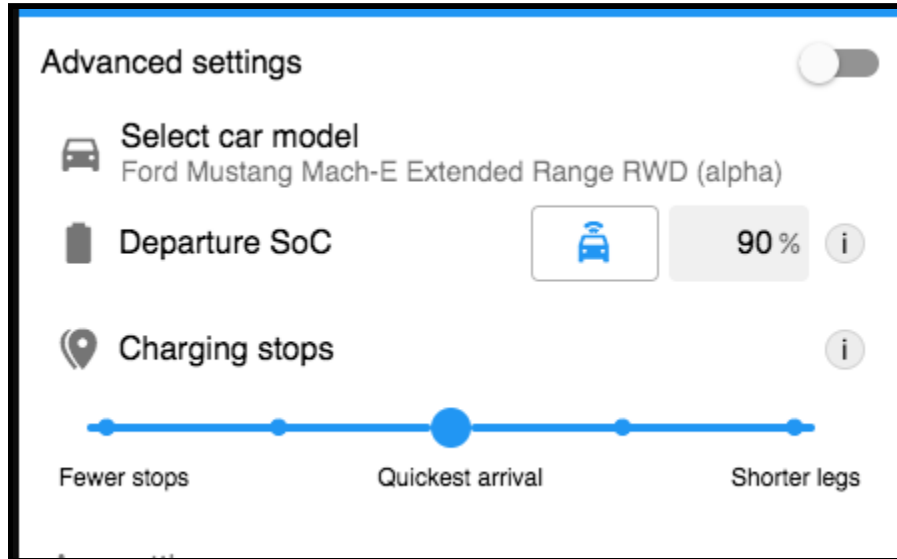 Advanced settings
Select car model
Ford Mustang Mach-E Extended Range RWD (alpha)
Departure SoC
90 %
i
Charging stops
i
Fewer stops
Quickest arrival
Shorter legs